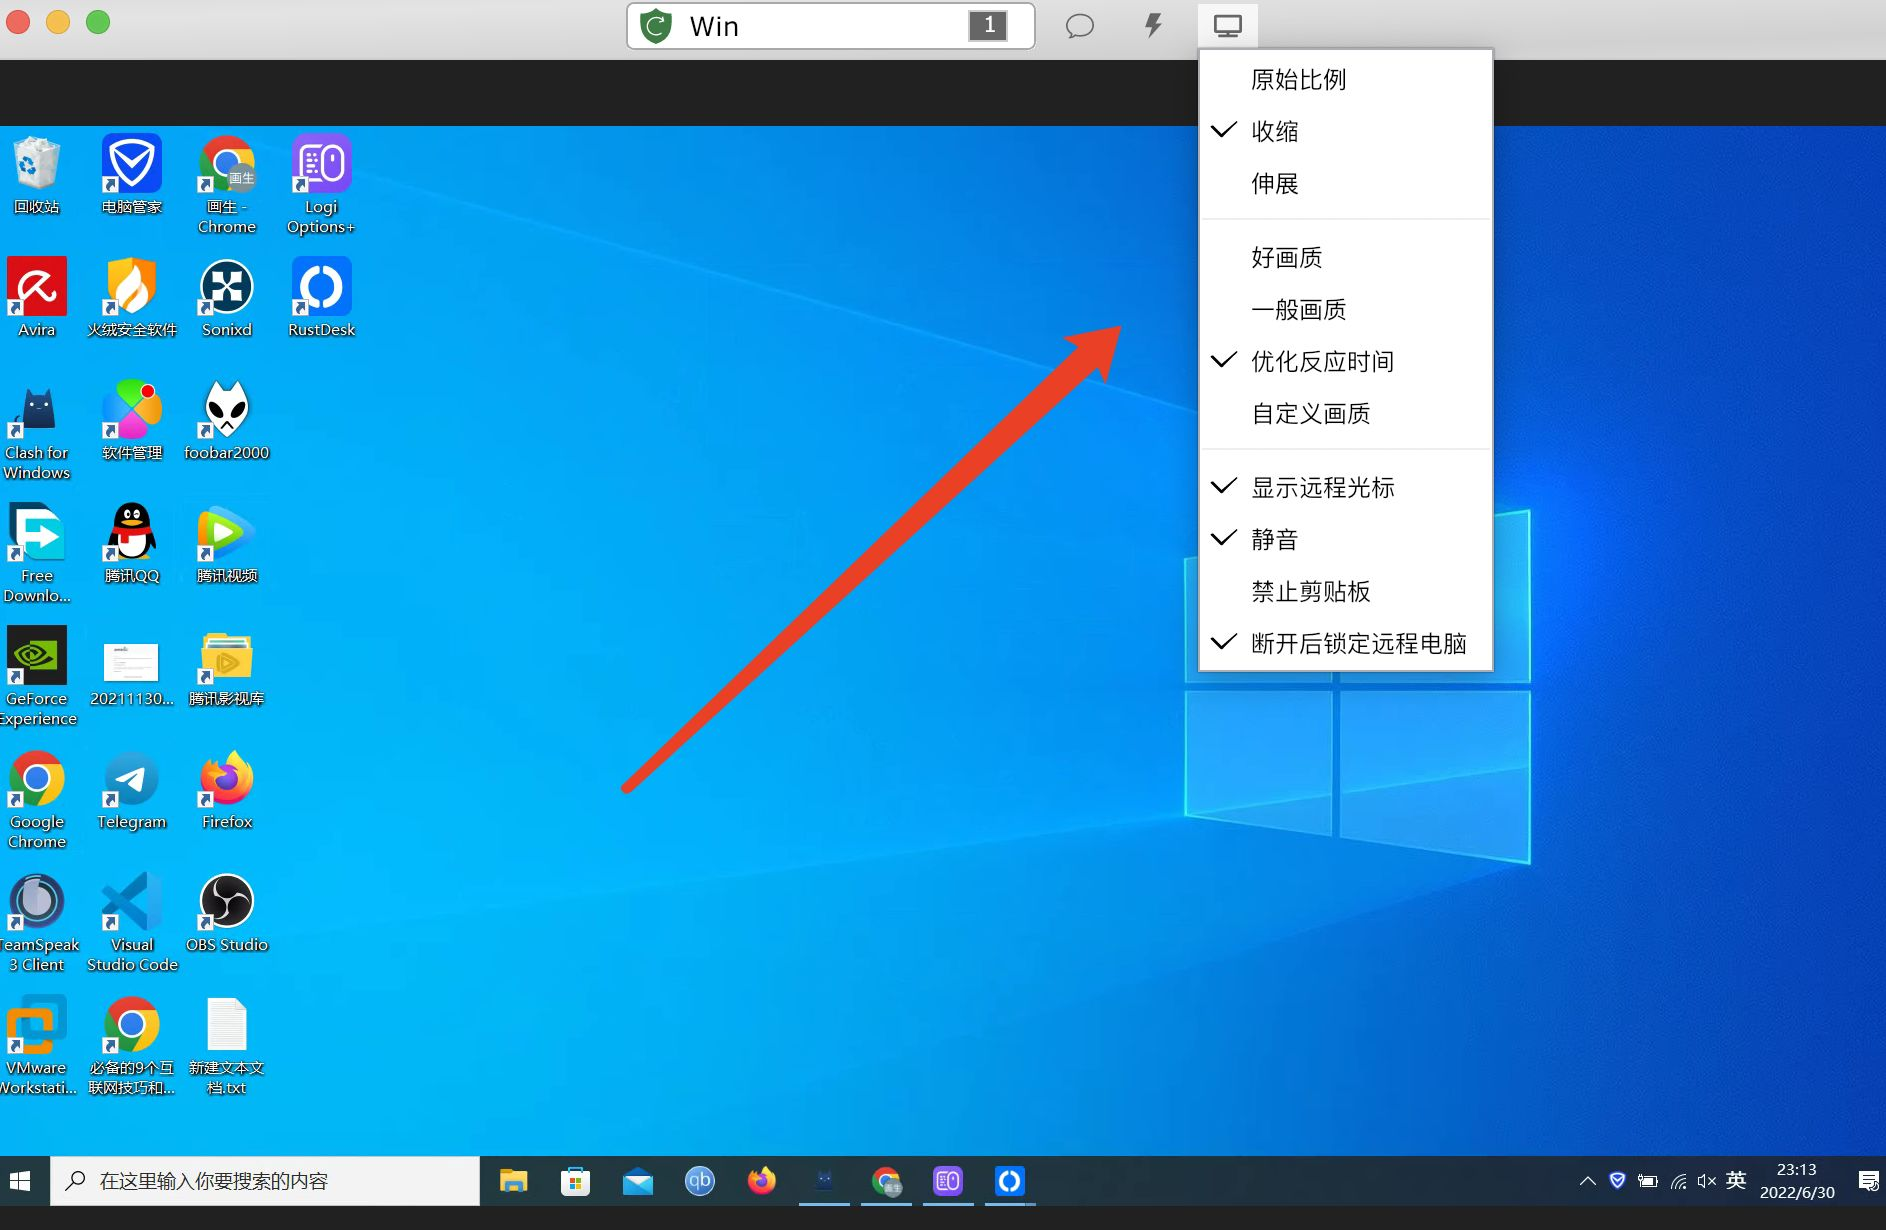 Win
1
原始比例
收缩
伸展
好画质
一般画质
优化反应时间
自定义画质
显示远程光标
静音
禁止剪贴板
断开后锁定远程电脑
回收站
电脑管家
画生
画生 -
Chrome
Logi
Options+
Avira
火绒安全软件
Sonixd
RustDesk
Clash for
Windows
软件管理
foobar2000
Free
Downlo...
腾讯QQ
腾讯视频
GeForce
Experience
20211130...
腾讯影视库
Google
Chrome
Telegram
Firefox
TeamSpeak
3 Client
Visual
Studio Code
OBS Studio
VMware
Workstati...
必备的9个互
联网技巧和...
新建文本文
档.txt
在这里输入你要搜索的内容
qb
画生
英
23:13
2022/6/30